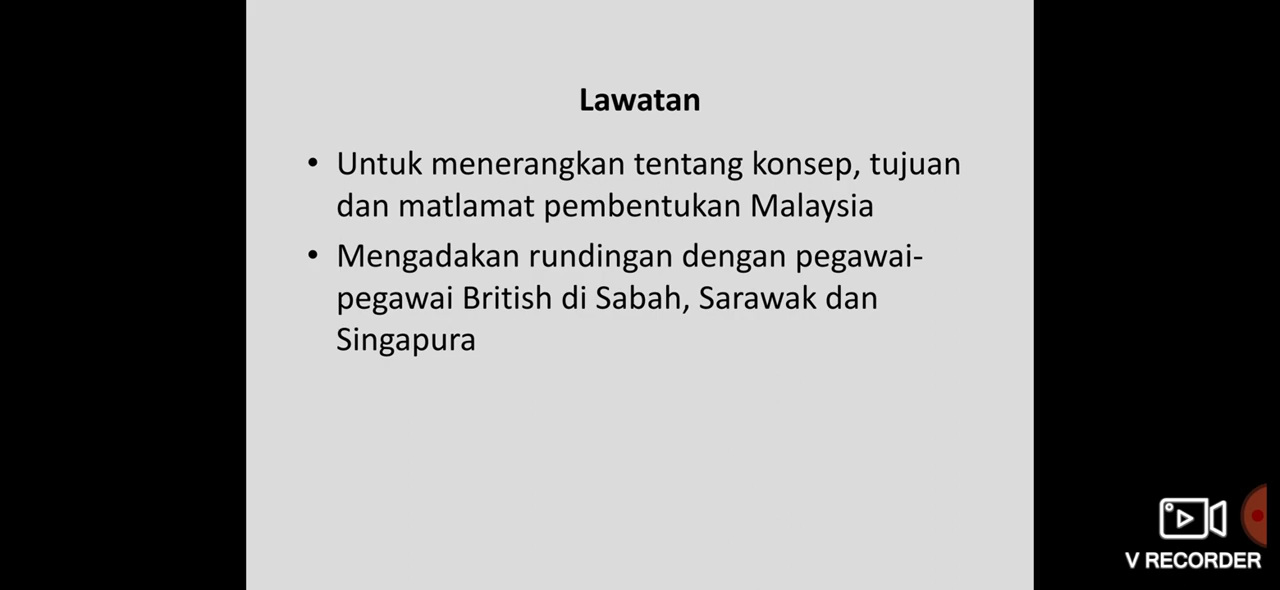 Lawatan
• Untuk menerangkan tentang konsep, tujuan
dan matlamat pembentukan Malaysia
• Mengadakan rundingan dengan pegawai-
pegawai British di Sabah, Sarawak dan
Singapura
V RECORDER